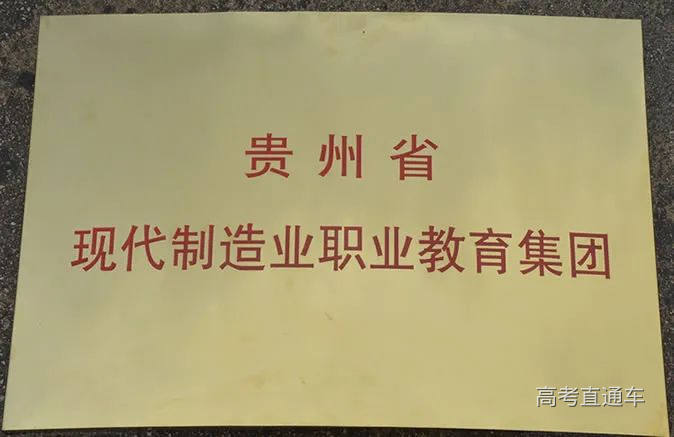 贵州省
现代制造业职业教育集团
高考直通车